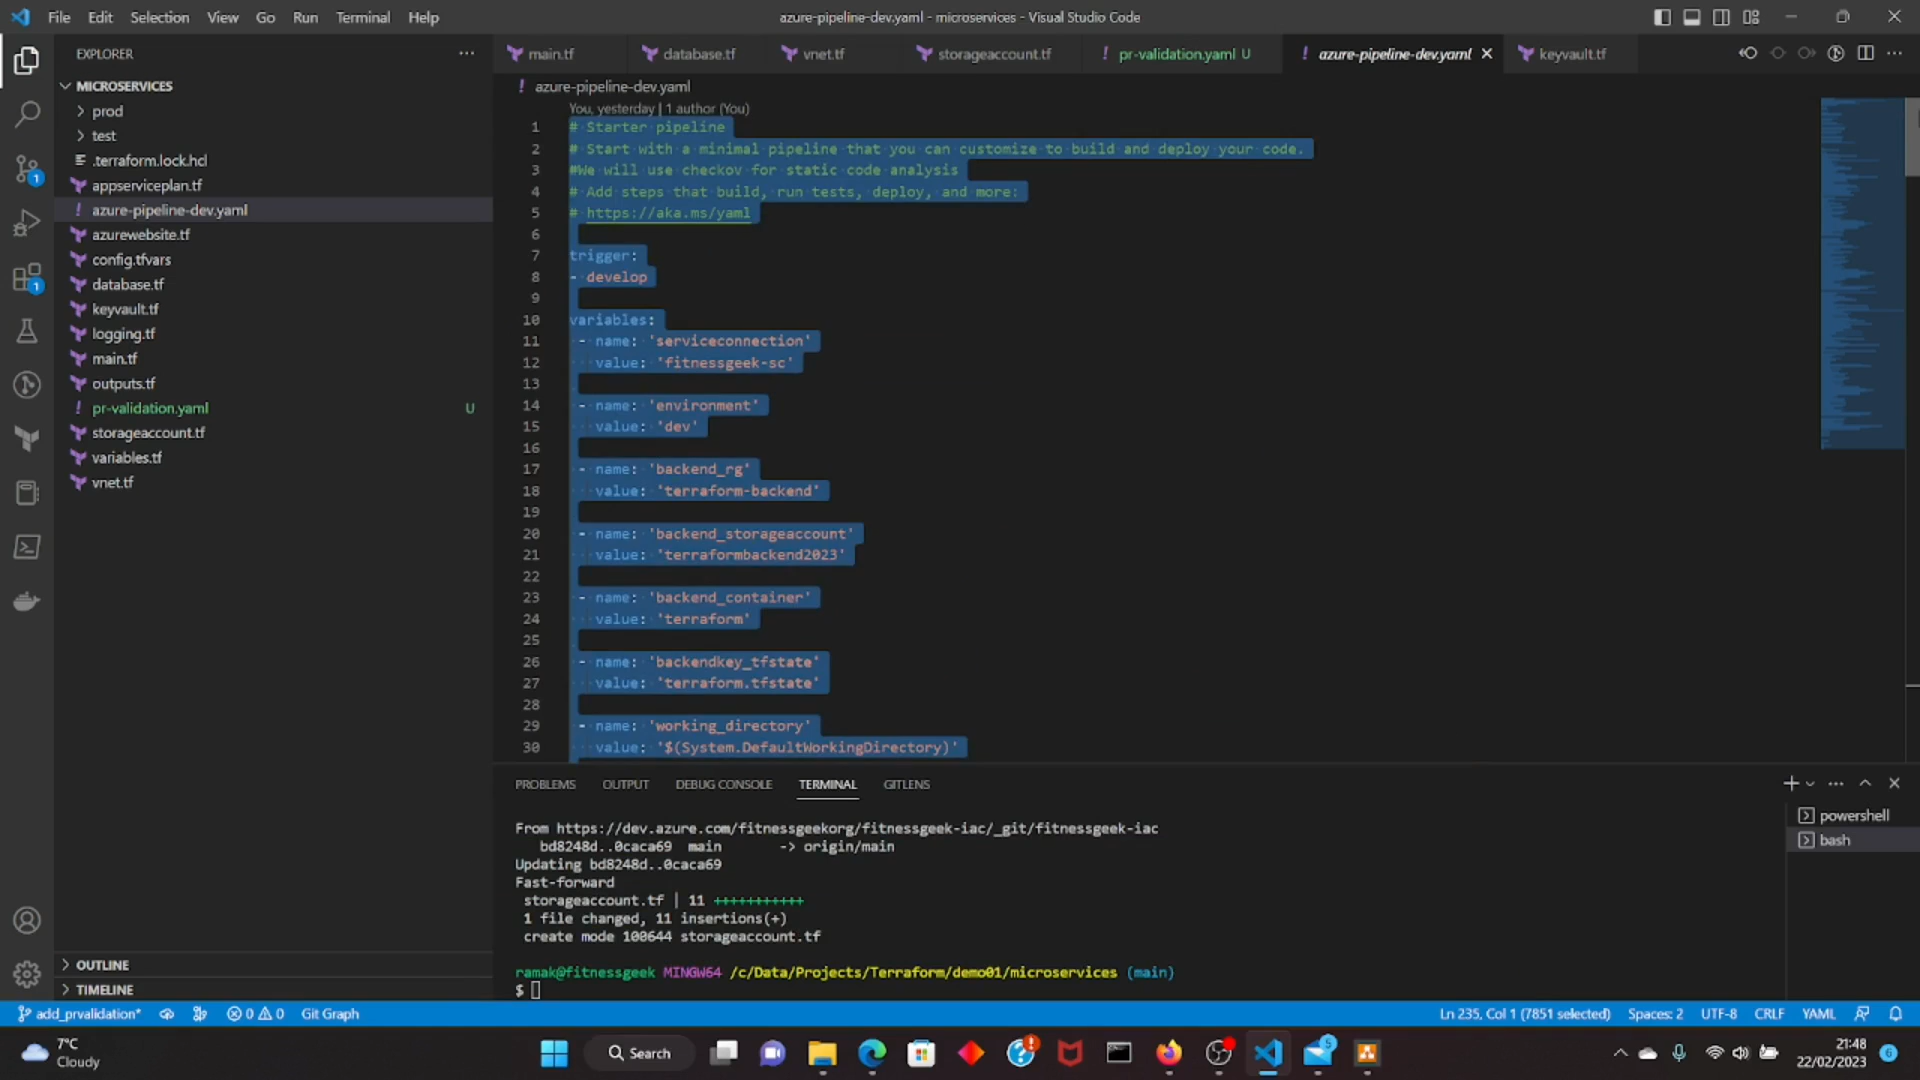 File Edit Selection View Go Run Terminal Help
azure-pipeline-dev.yaml - microservices - Visual Studio Code
EXPLORER
MICROSERVICES
prod
test
.terraform.lock.hcl
appserviceplan.tf
azure-pipeline-dev.yaml
azurewebsite.tf
config.tfvars
database.tf
keyvault.tf
logging.tf
main.tf
outputs.tf
pr-validation.yaml U
storageaccount.tf
variables.tf
vnet.tf
OUTLINE
TIMELINE
main.tf database.tf vnet.tf storageaccount.tf ! pr-validation.yaml U ! azure-pipeline-dev.yaml keyvault.tf
! azure-pipeline-dev.yaml
You, yesterday | 1 author (You)
1 # Starter pipeline
2 # Start with a minimal pipeline that you can customize to build and deploy your code.
3 #We will use checkov for static code analysis
4 # Add steps that build, run tests, deploy, and more:
5 # https://aka.ms/yaml
6
7 trigger:
8 - develop
9
10 variables:
11 - name: 'serviceconnection'
12 value: 'fitnessgeek-sc'
13
14 - name: 'environment'
15 value: 'dev'
16
17 - name: 'backend_rg'
18 value: 'terraform-backend'
19
20 - name: 'backend_storageaccount'
21 value: 'terraformbackend2023'
22
23 - name: 'backend_container'
24 value: 'terraform'
25
26 - name: 'backendkey_tfstate'
27 value: 'terraform.tfstate'
28
29 - name: 'working_directory'
30 value: '$(System.DefaultWorkingDirectory)'
PROBLEMS OUTPUT DEBUG CONSOLE TERMINAL GITLENS
From https://dev.azure.com/fitnessgeekorg/fitnessgeek-iac/_git/fitnessgeek-iac
bd8248d..0caca69 main -> origin/main
Updating bd8248d..0caca69
Fast-forward
storageaccount.tf | 11 +++++++++++
1 file changed, 11 insertions(+)
create mode 100644 storageaccount.tf
ramak@fitnessgeek MINGW64 /c/Data/Projects/Terraform/demo01/microservices (main)
$
powershell
bash
add_prvalidation* 0 0 Git Graph
Ln 235, Col 1 (7851 selected) Spaces: 2 UTF-8 CRLF YAML
7°C
Cloudy
Search
5
21:48
22/02/2023
6
1
1